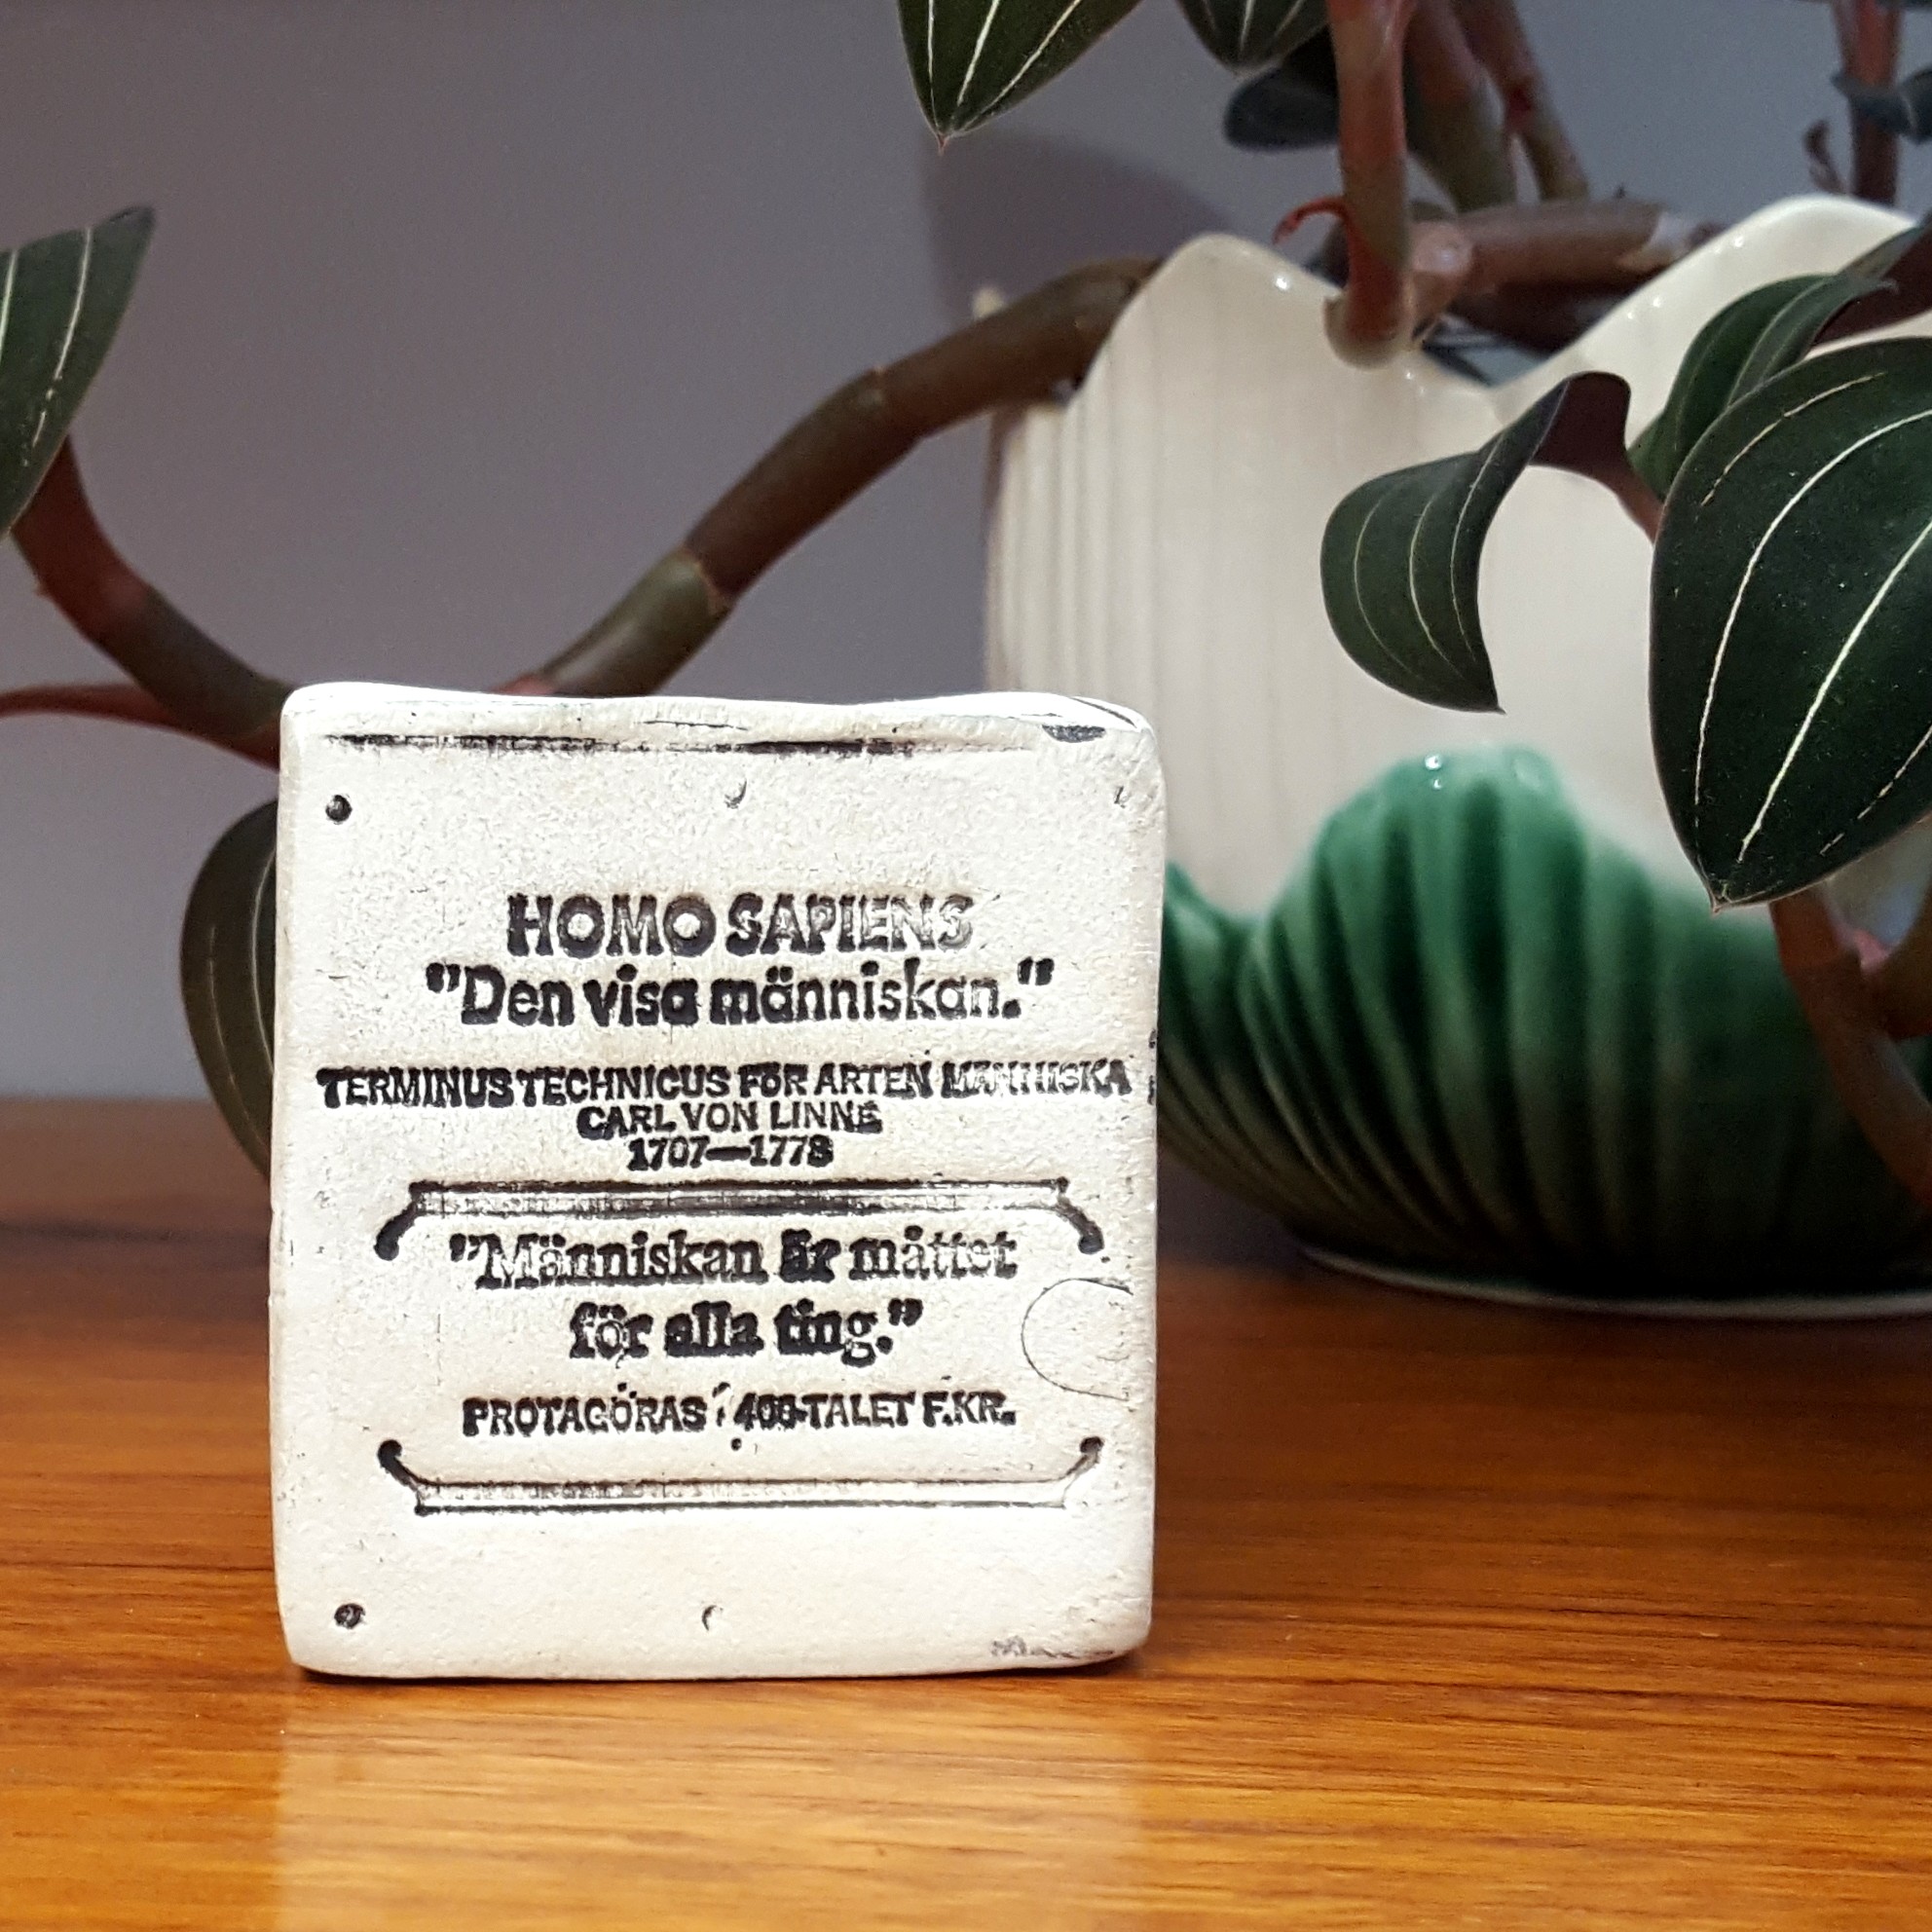 HOMO SAPIENS
"Den visa människan."
TERMINUS TECHNICUS FÖR ARTEN MÄNNISKA
CARL VON LINNÉ
1707—1778
"Människan är måttet
för alla ting."
PROTAGORAS 400-TALET F.KR.